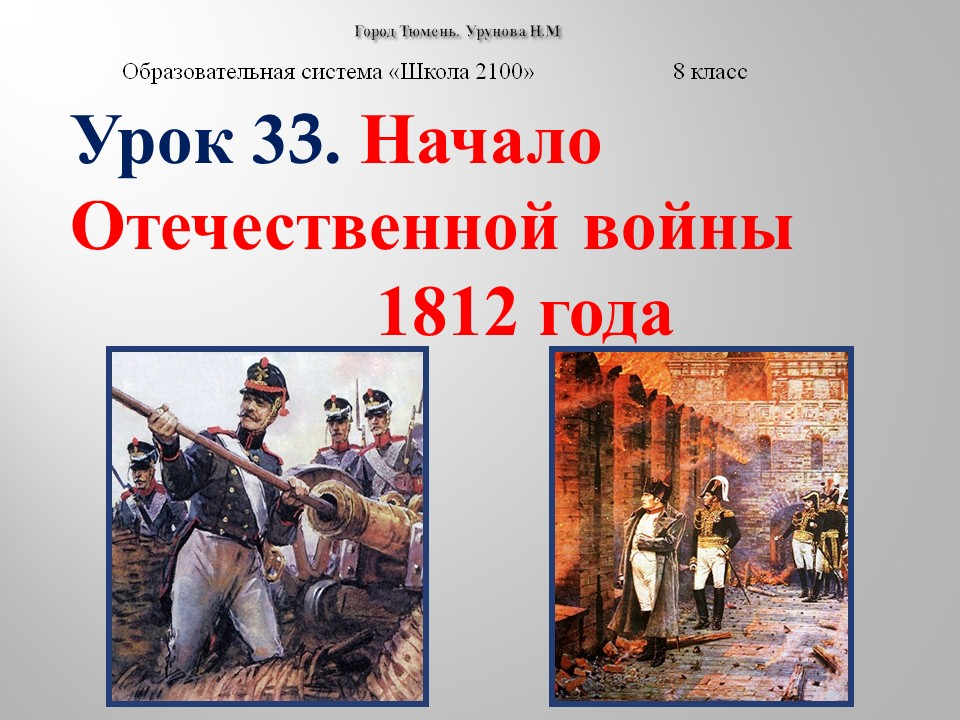 Город Тюмень. Урунова Н.М
Образовательная система «Школа 2100» 8 класс
Урок 33. Начало
Отечественной войны
1812 года